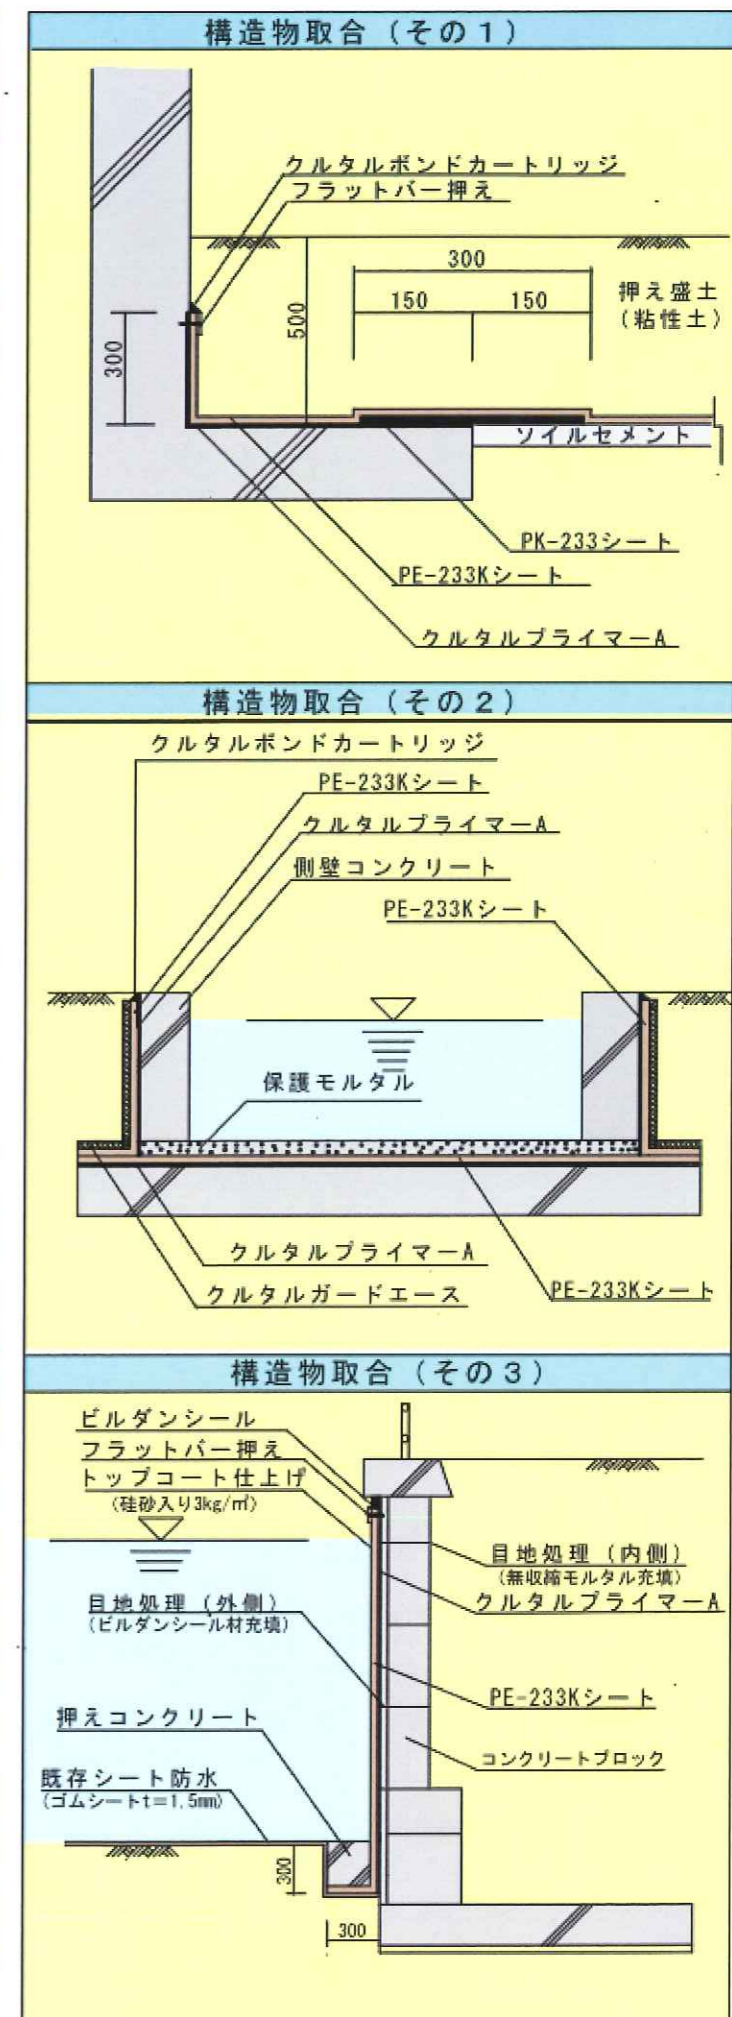 構造物取合（その１）
クルタルボンドカートリッジ
フラットバー押え
300
150
150
押え盛土
（粘性土）
500
300
ソイルセメント
PK-233シート
PE-233Kシート
クルタルプライマーA
構造物取合（その２）
クルタルボンドカートリッジ
PE-233Kシート
クルタルプライマーA
側壁コンクリート
PE-233Kシート
保護モルタル
クルタルプライマーA
クルタルガードエース
PE-233Kシート
構造物取合（その３）
ビルダンシール
フラットバー押え
トップコート仕上げ
(硅砂入り3kg/㎡)
目地処理（内側）
(無収縮モルタル充填)
クルタルプライマーA
目地処理（外側）
(ビルダンシール材充填)
PE-233Kシート
押えコンクリート
コンクリートブロック
既存シート防水
(ゴムシートt＝1.5mm)
300
300